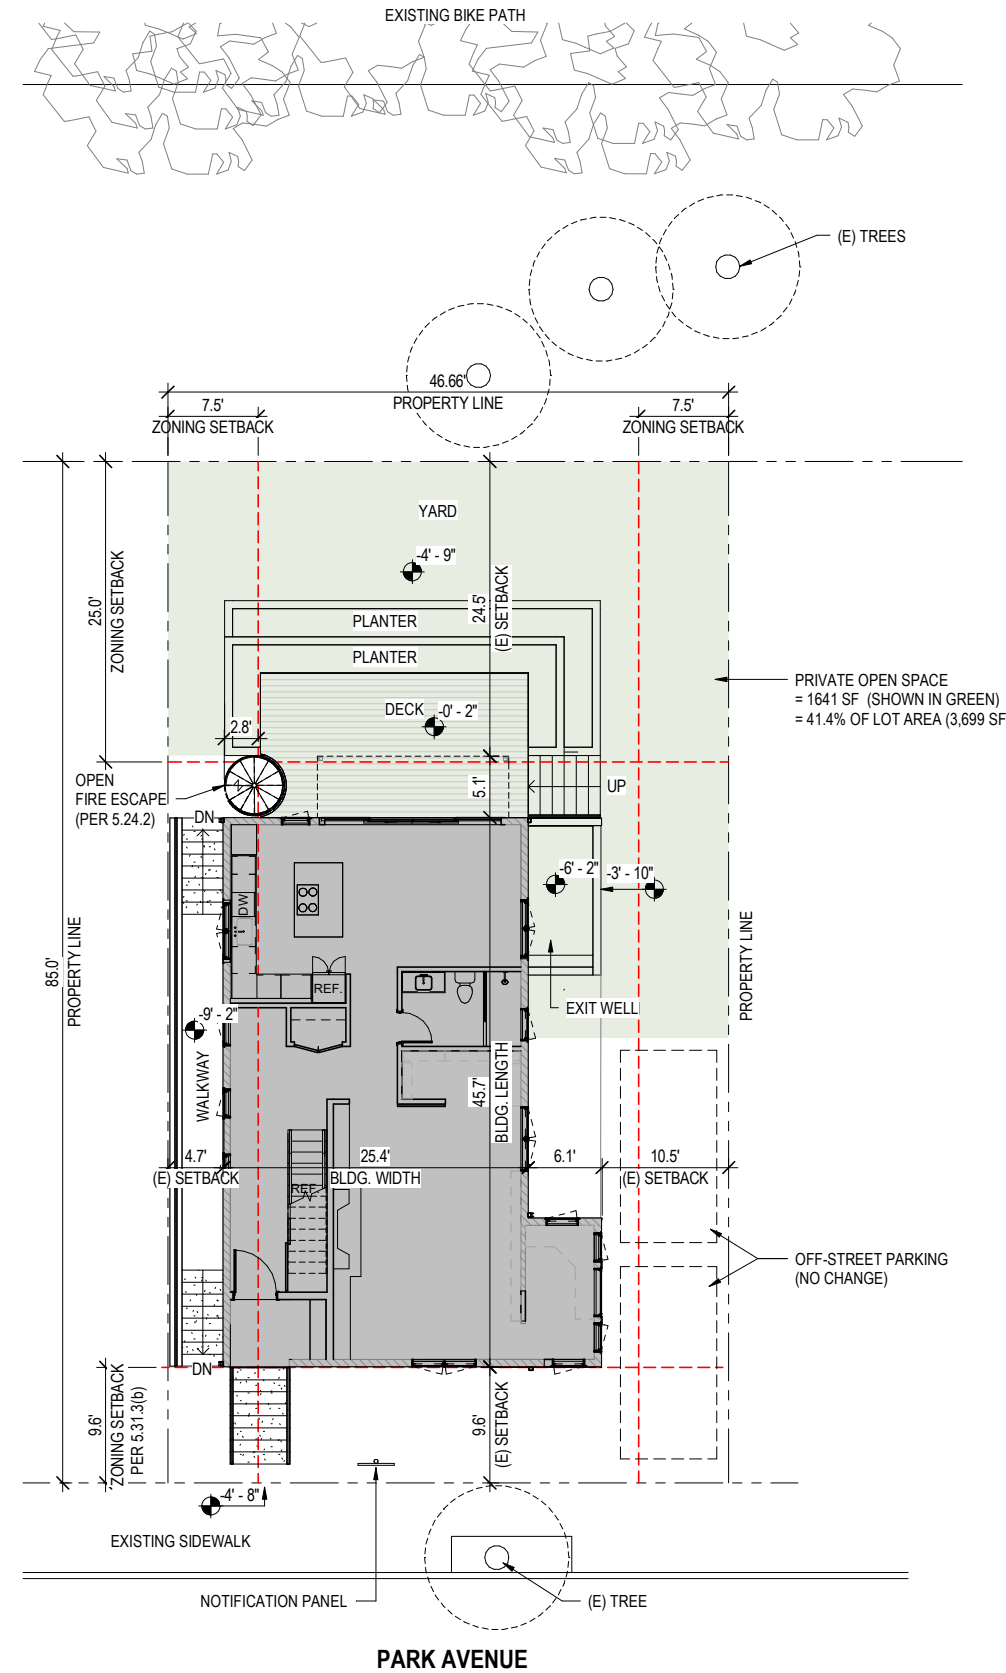 EXISTING BIKE PATH
(E) TREES
46.66'
PROPERTY LINE
7.5'
ZONING SETBACK
7.5'
ZONING SETBACK
YARD
-4' - 9"
25.0'
ZONING SETBACK
24.5'
(E) SETBACK
PLANTER
PLANTER
PRIVATE OPEN SPACE
= 1641 SF (SHOWN IN GREEN)
= 41.4% OF LOT AREA (3,699 SF
DECK
-0' - 2"
2.8'
OPEN
FIRE ESCAPE
(PER 5.24.2)
5.1'
UP
DN
-6' - 2"
-3' - 10"
DW
85.0'
PROPERTY LINE
PROPERTY LINE
REF.
EXIT WELL
-9' - 2"
WALKWAY
45.7'
BLDG. LENGTH
4.7'
(E) SETBACK
25.4'
BLDG. WIDTH
6.1'
10.5'
(E) SETBACK
REF.
OFF-STREET PARKING
(NO CHANGE)
DN
9.6'
ZONING SETBACK
PER 5.31.3(b)
9.6'
(E) SETBACK
-4' - 8"
EXISTING SIDEWALK
NOTIFICATION PANEL
(E) TREE
PARK AVENUE